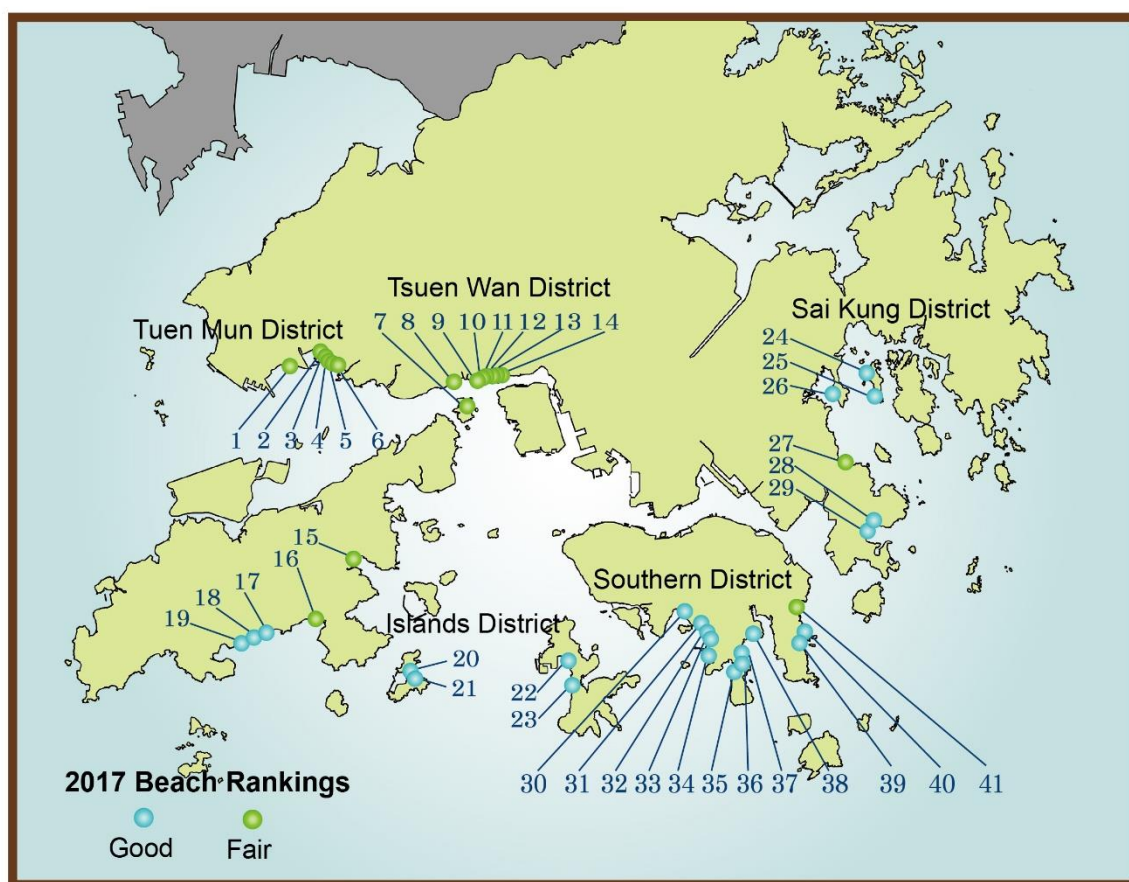 Tsuen Wan District
7 8 9 10 11 12 13 14
Tuen Mun District
1 2 3 4 5 6
Sai Kung District
24
25
26
27
28
29
15
16
17
18
19
Islands District
20
21
22
23
Southern District
30 31 32 33 34 35 36 37 38 39 40 41
2017 Beach Rankings
Good Fair